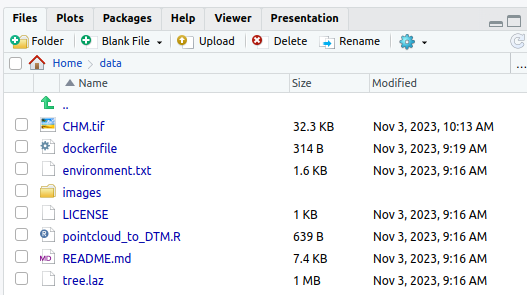 Files Plots Packages Help Viewer Presentation
Folder Blank File Upload Delete Rename
Home data ...
Name Size Modified
..
CHM.tif 32.3 KB Nov 3, 2023, 10:13 AM
dockerfile 314 B Nov 3, 2023, 9:19 AM
environment.txt 1.6 KB Nov 3, 2023, 9:16 AM
images
LICENSE 1 KB Nov 3, 2023, 9:16 AM
pointcloud_to_DTM.R 639 B Nov 3, 2023, 9:16 AM
MD README.md 7.4 KB Nov 3, 2023, 9:16 AM
tree.laz 1 MB Nov 3, 2023, 9:16 AM